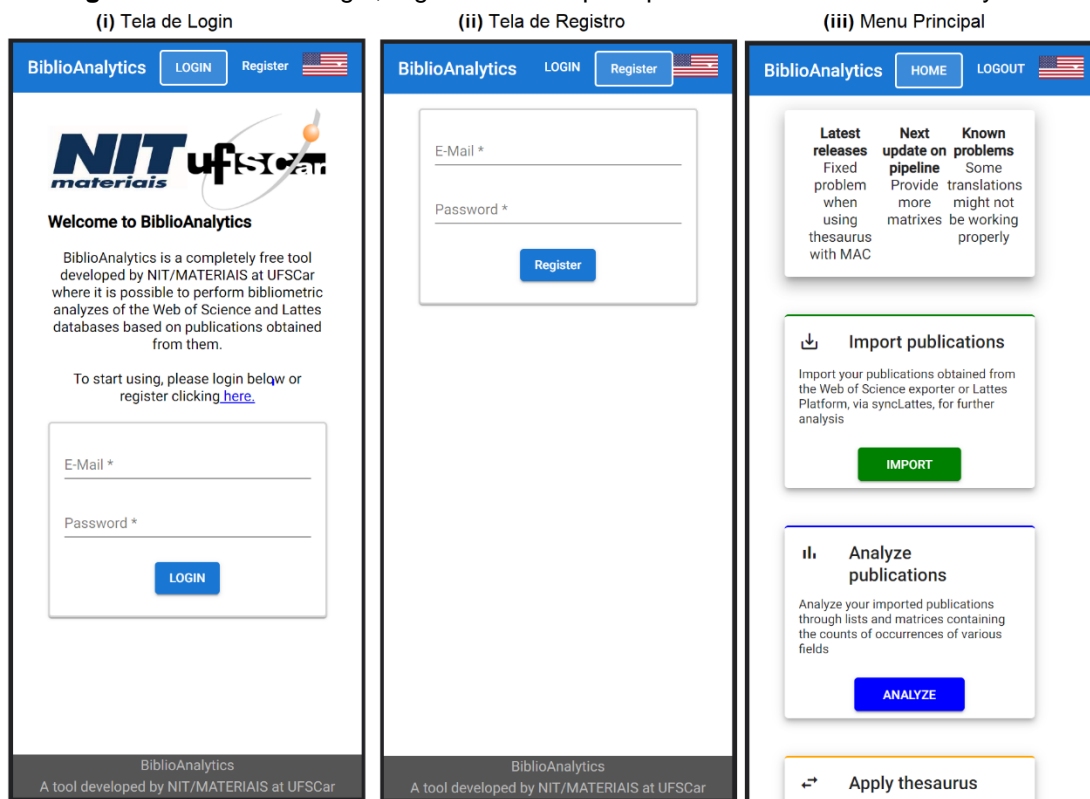 (i) Tela de Login
(ii) Tela de Registro
(iii) Menu Principal
BiblioAnalytics LOGIN Register
NIT materiais ufscar
Welcome to BiblioAnalytics
BiblioAnalytics is a completely free tool
developed by NIT/MATERIAIS at UFSCar
where it is possible to perform bibliometric
analyzes of the Web of Science and Lattes
databases based on publications obtained
from them.
To start using, please login below or
register clicking here.
E-Mail *
Password *
LOGIN
BiblioAnalytics
A tool developed by NIT/MATERIAIS at UFSCar
BiblioAnalytics LOGIN Register
E-Mail *
Password *
Register
BiblioAnalytics
A tool developed by NIT/MATERIAIS at UFSCar
BiblioAnalytics HOME LOGOUT
Latest
releases
Fixed
problem
when
using
thesaurus
with MAC
Next
update on
pipeline
Provide
more
matrixes
Known
problems
Some
translations
might not
be working
properly
Import publications
Import your publications obtained from
the Web of Science exporter or Lattes
Platform, via syncLattes, for further
analysis
IMPORT
Analyze
publications
Analyze your imported publications
through lists and matrices containing
the counts of occurrences of various
fields
ANALYZE
Apply thesaurus